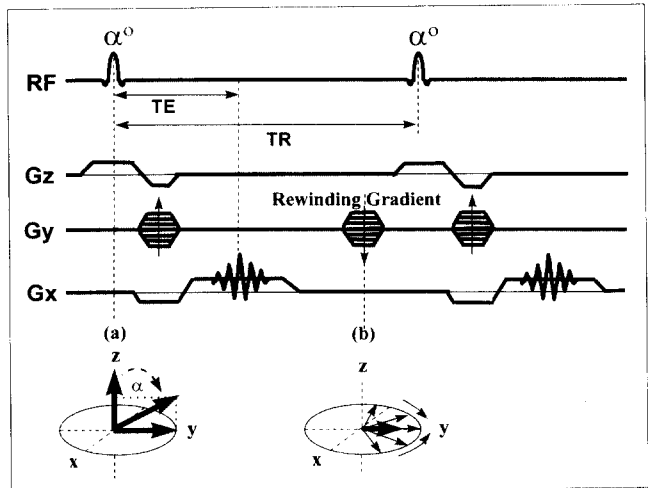 α° α°
RF
TE
TR
Gz
Rewinding Gradient
Gy
Gx
(a) (b)
z z
α
y y
x x